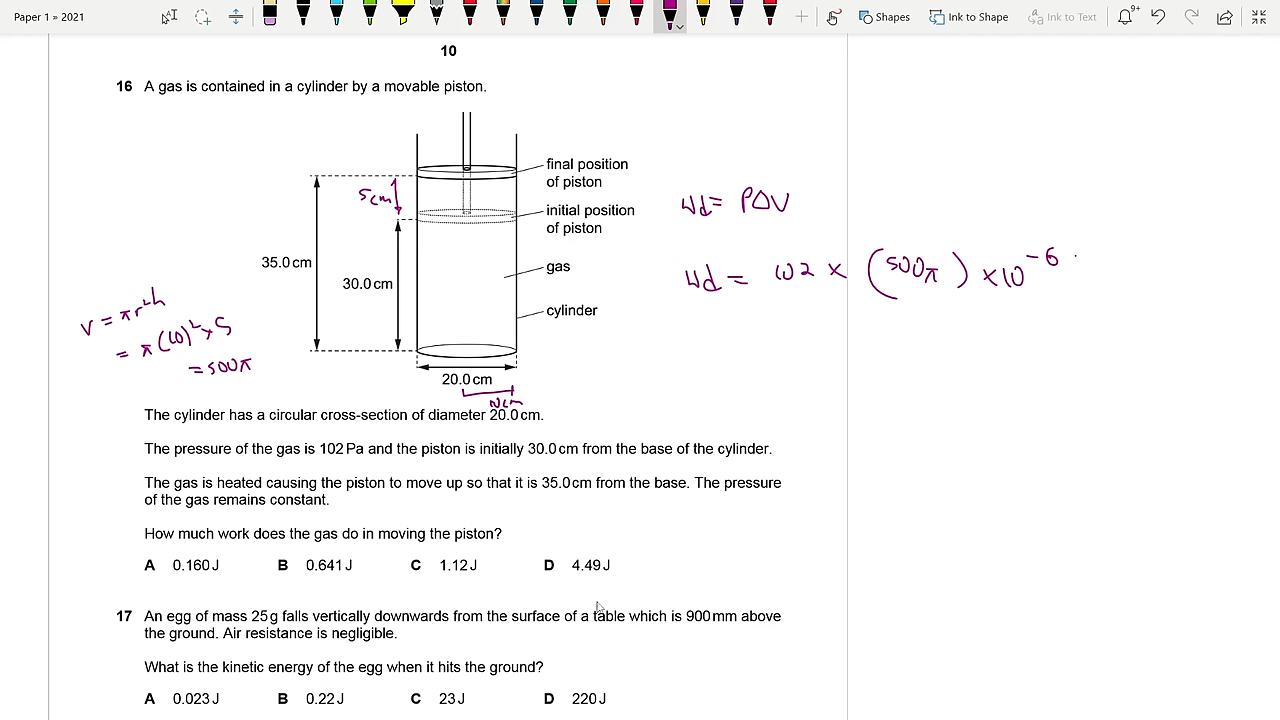 Paper 1 » 2021
Shapes
Ink to Shape
Ink to Text
9+
10
16 A gas is contained in a cylinder by a movable piston.
final position
of piston
5cm
initial position
of piston
Wd = PΔV
35.0 cm
gas
30.0 cm
Wd = 102 × (500π) × 10⁻⁶
cylinder
V = πr²h
= π(10)² × 5
= 500π
20.0 cm
10cm
The cylinder has a circular cross-section of diameter 20.0 cm.
The pressure of the gas is 102 Pa and the piston is initially 30.0 cm from the base of the cylinder.
The gas is heated causing the piston to move up so that it is 35.0 cm from the base. The pressure
of the gas remains constant.
How much work does the gas do in moving the piston?
A 0.160 J B 0.641 J C 1.12 J D 4.49 J
17 An egg of mass 25 g falls vertically downwards from the surface of a table which is 900 mm above
the ground. Air resistance is negligible.
What is the kinetic energy of the egg when it hits the ground?
A 0.023 J B 0.22 J C 23 J D 220 J